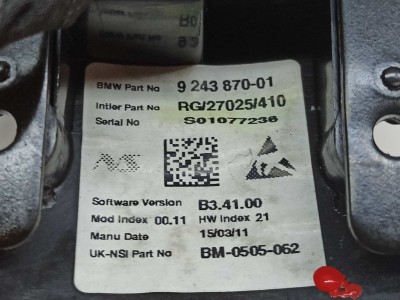 BMW Part No 9 243 870-01
Intier Part No RG/27025/410
Serial No S01077236
Software Version B3.41.00
Mod Index 00.11 HW Index 21
Manu Date 15/03/11
UK-NSI Part No BM-0505-062